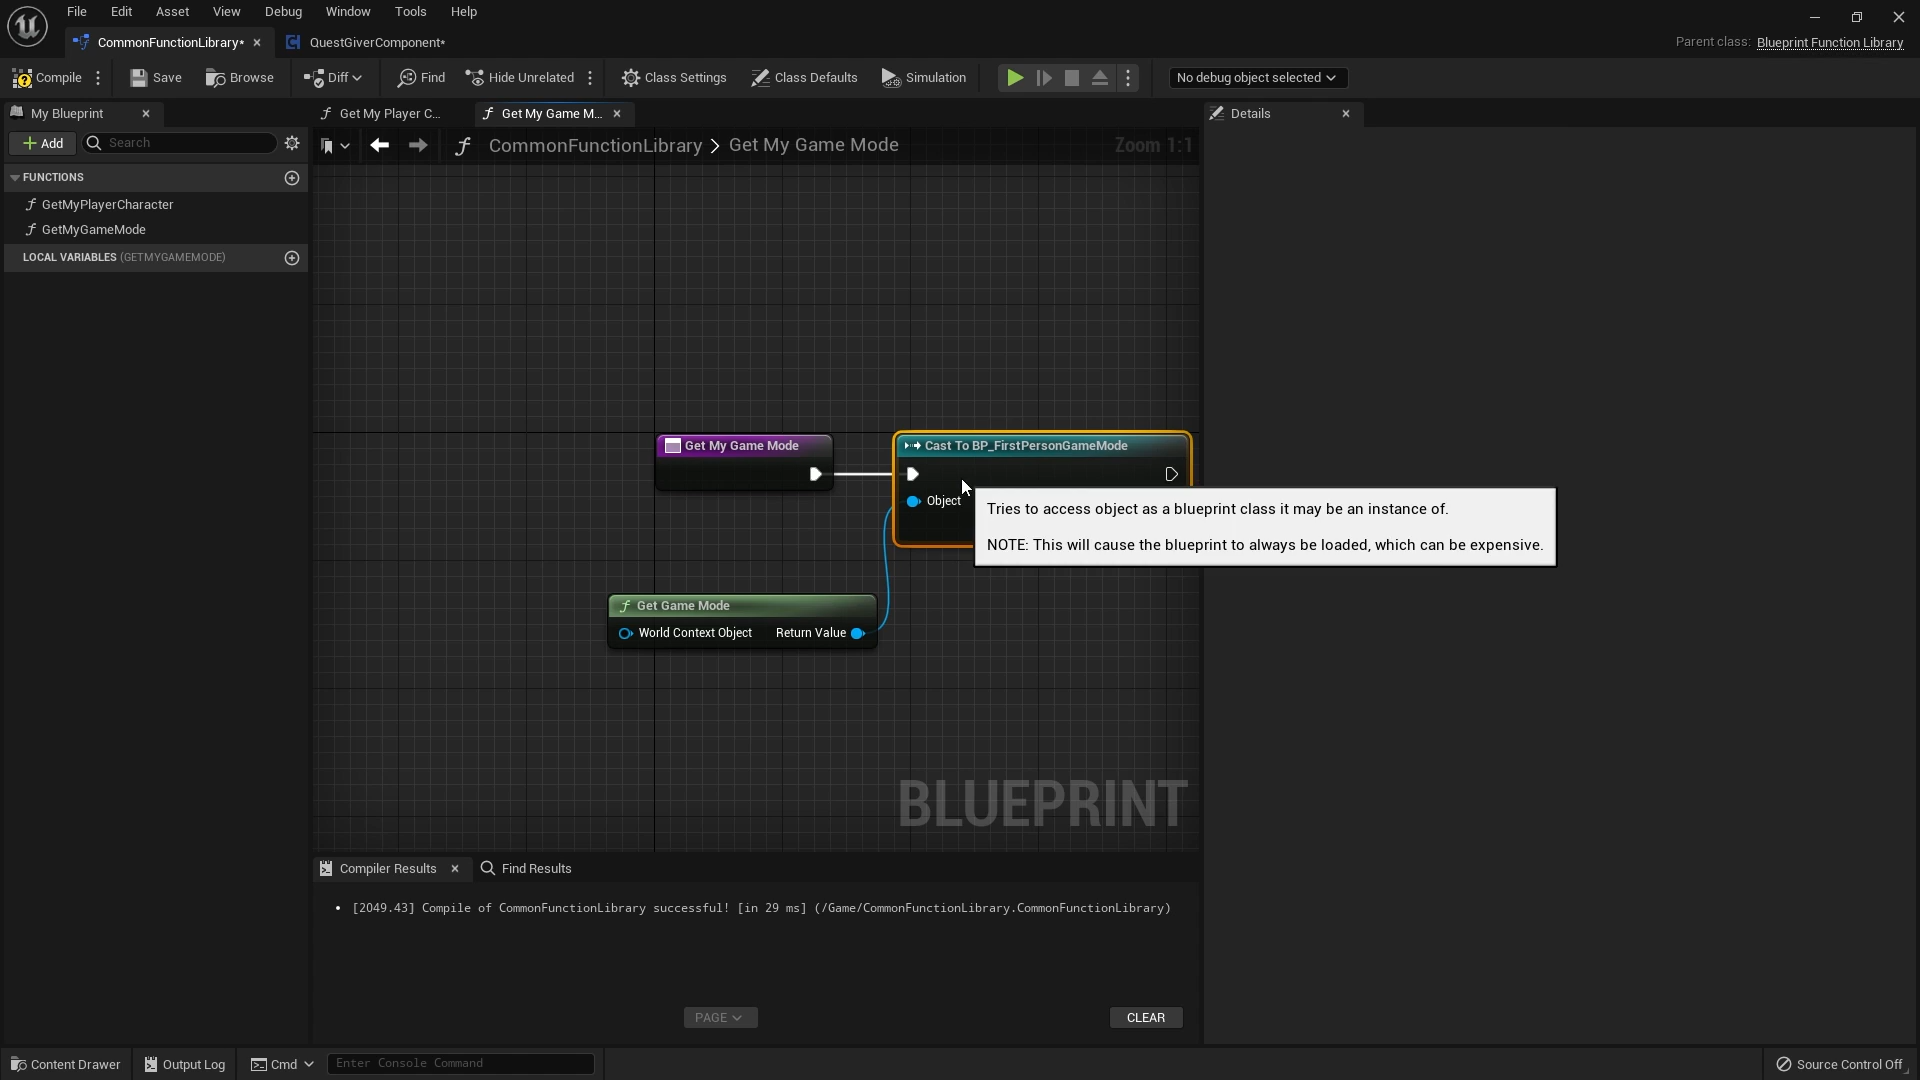 File Edit Asset View Debug Window Tools Help
CommonFunctionLibrary* QuestGiverComponent* Parent class: Blueprint Function Library
Compile Save Browse Diff Find Hide Unrelated Class Settings Class Defaults Simulation No debug object selected
My Blueprint Get My Player C... Get My Game M... Details
Add Search CommonFunctionLibrary > Get My Game Mode Zoom 1:1
FUNCTIONS
GetMyPlayerCharacter
GetMyGameMode
LOCAL VARIABLES (GETMYGAMEMODE)
Get My Game Mode Cast To BP_FirstPersonGameMode
Object
Tries to access object as a blueprint class it may be an instance of.
NOTE: This will cause the blueprint to always be loaded, which can be expensive.
Get Game Mode
World Context Object Return Value
BLUEPRINT
Compiler Results Find Results
[2049.43] Compile of CommonFunctionLibrary successful! [in 29 ms] (/Game/CommonFunctionLibrary.CommonFunctionLibrary)
PAGE CLEAR
Content Drawer Output Log Cmd Enter Console Command Source Control Off